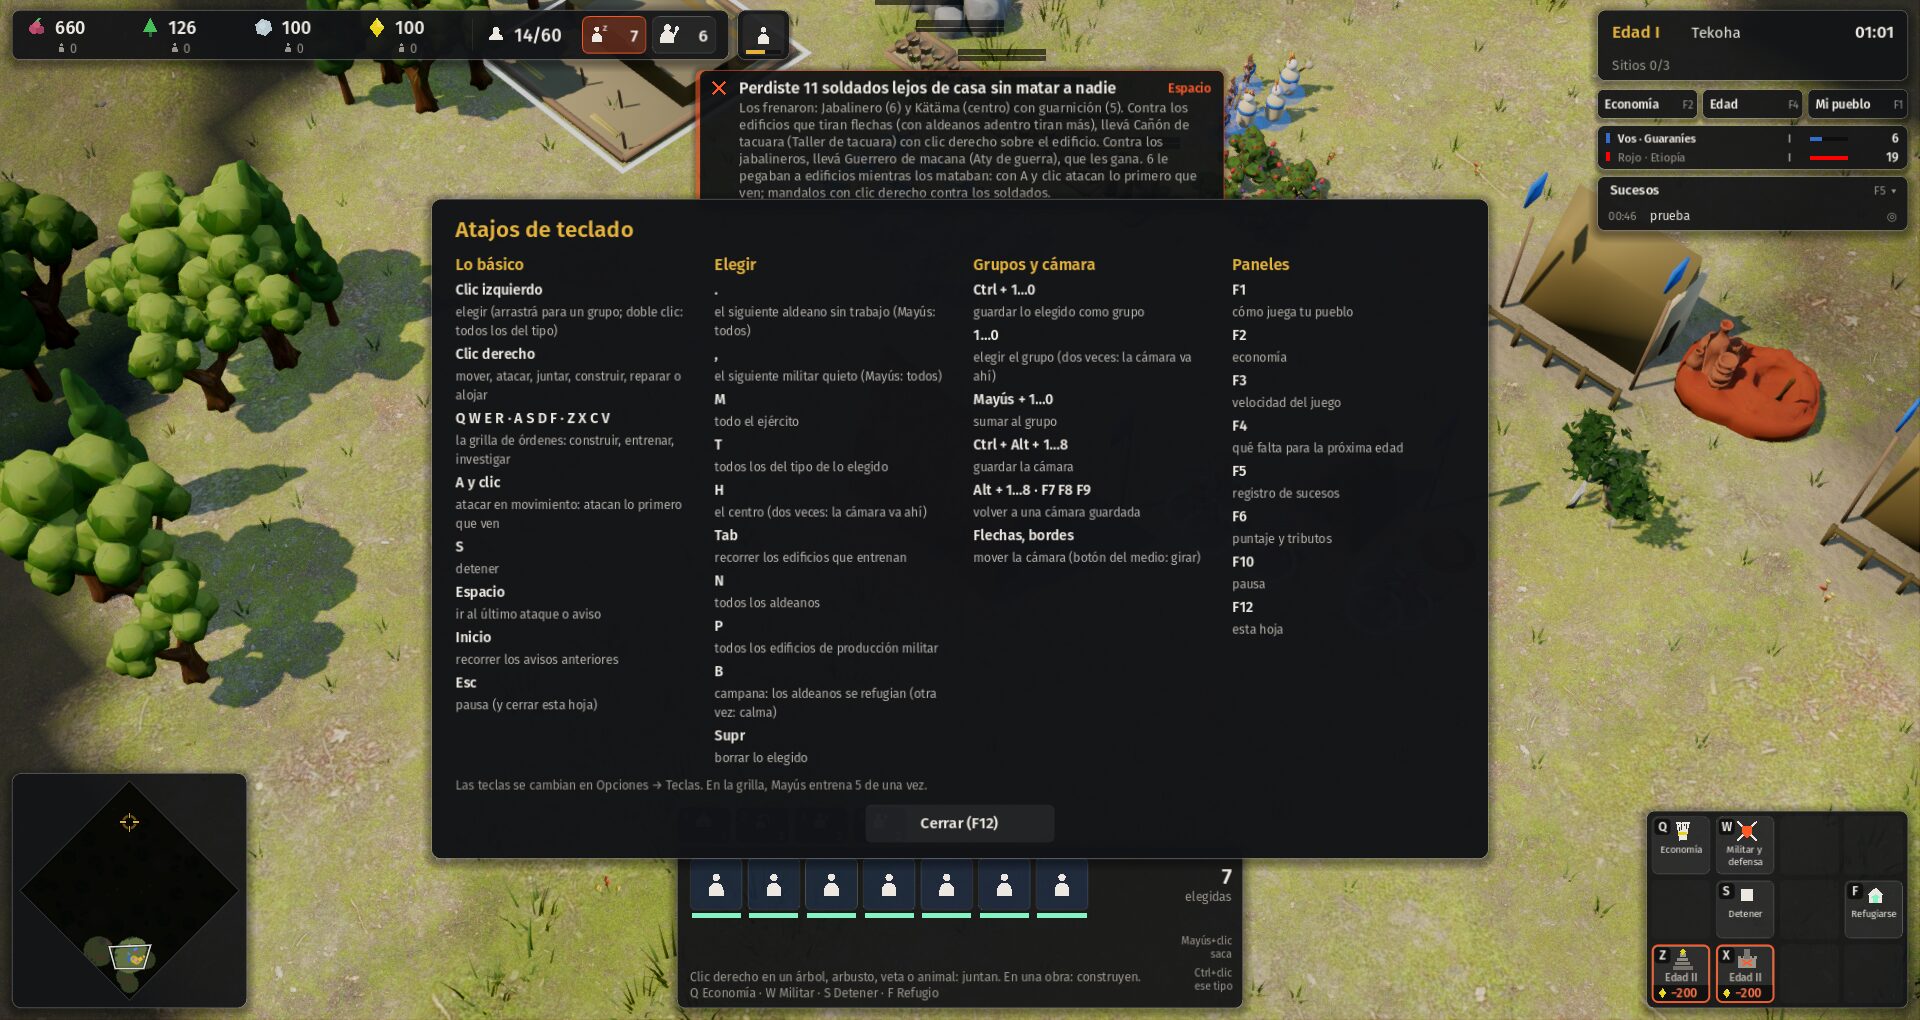 660
0
126
0
100
0
100
0
14/60
z
7
6
Edad I Tekoha 01:01
Sitios 0/3
Economía F2
Edad F4
Mi pueblo F1
Vos · Guaraníes I 6
Rojo · Etiopía I 19
Sucesos F5
00:46 prueba
Perdiste 11 soldados lejos de casa sin matar a nadie Espacio
Los frenaron: Jabalinero (6) y Kätäma (centro) con guarnición (5). Contra los
edificios que tiran flechas (con aldeanos adentro tiran más), llevá Cañón de
tacuara (Taller de tacuara) con clic derecho sobre el edificio. Contra los
jabalineros, llevá Guerrero de macana (Aty de guerra), que les gana. 6 le
pegaban a edificios mientras los mataban: con A y clic atacan lo primero que
ven; mandalos con clic derecho contra los soldados.
Atajos de teclado
Lo básico
Clic izquierdo
elegir (arrastrá para un grupo; doble clic:
todos los del tipo)
Clic derecho
mover, atacar, juntar, construir, reparar o
alojar
Q W E R · A S D F · Z X C V
la grilla de órdenes: construir, entrenar,
investigar
A y clic
atacar en movimiento: atacan lo primero
que ven
S
detener
Espacio
ir al último ataque o aviso
Inicio
recorrer los avisos anteriores
Esc
pausa (y cerrar esta hoja)
Elegir
.
el siguiente aldeano sin trabajo (Mayús:
todos)
,
el siguiente militar quieto (Mayús: todos)
M
todo el ejército
T
todos los del tipo de lo elegido
H
el centro (dos veces: la cámara va ahí)
Tab
recorrer los edificios que entrenan
N
todos los aldeanos
P
todos los edificios de producción militar
B
campana: los aldeanos se refugian (otra
vez: calma)
Supr
borrar lo elegido
Grupos y cámara
Ctrl + 1...0
guardar lo elegido como grupo
1...0
elegir el grupo (dos veces: la cámara va
ahí)
Mayús + 1...0
sumar al grupo
Ctrl + Alt + 1...8
guardar la cámara
Alt + 1...8 · F7 F8 F9
volver a una cámara guardada
Flechas, bordes
mover la cámara (botón del medio: girar)
Paneles
F1
cómo juega tu pueblo
F2
economía
F3
velocidad del juego
F4
qué falta para la próxima edad
F5
registro de sucesos
F6
puntaje y tributos
F10
pausa
F12
esta hoja
Las teclas se cambian en Opciones → Teclas. En la grilla, Mayús entrena 5 de una vez.
Cerrar (F12)
7
elegidas
Mayús+clic
saca
Ctrl+clic
ese tipo
Clic derecho en un árbol, arbusto, veta o animal: juntan. En una obra: construyen.
Q Economía · W Militar · S Detener · F Refugio
Q
Economía
W
Militar y
defensa
S
Detener
F
Refugiarse
Z
Edad II
-200
X
Edad II
-200